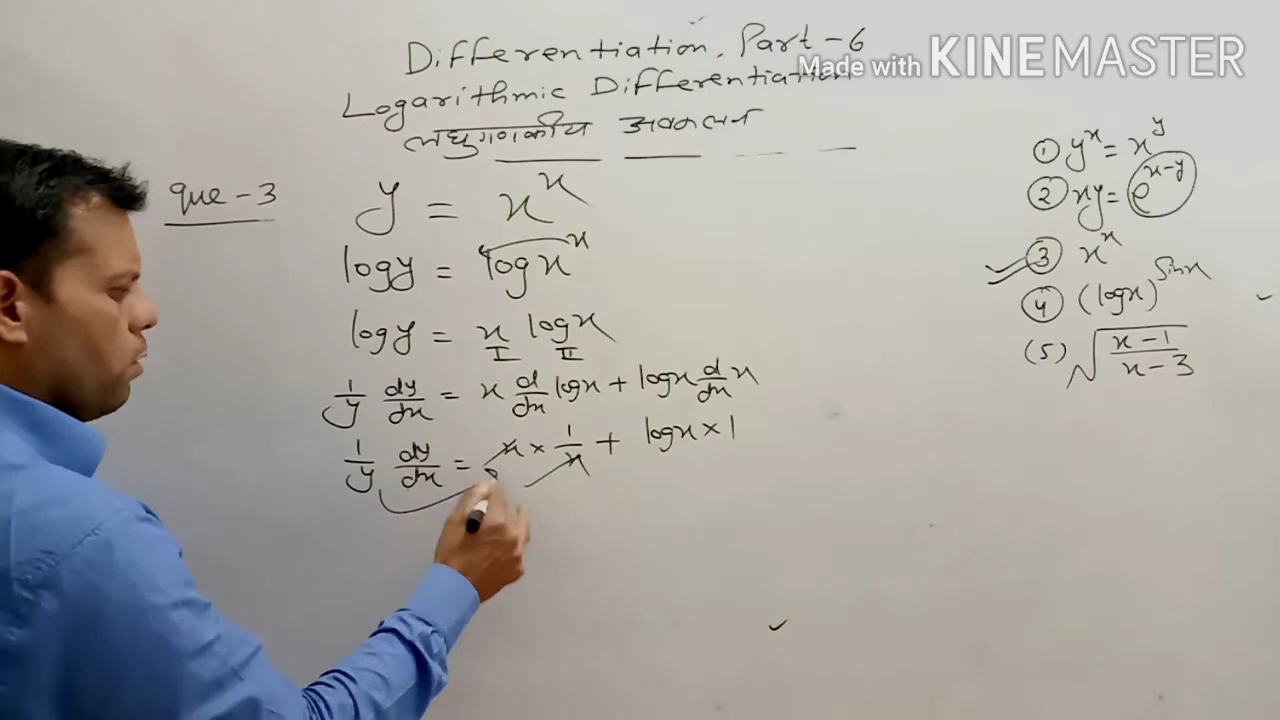 Differentiation, Part - 6
Made with KINEMASTER
Logarithmic Differentiation
लघुगणकीय अवकलन
que - 3
y = x^x
log y = log x^x
log y = x log x
I II
1/y dy/dx = x d/dx log x + log x d/dx x
1/y dy/dx = x × 1/x + log x × 1
① y^x = x^y
② xy = e^(x-y)
③ x^x
④ (log x)^sin x
(5) √((x-1)/(x-3))